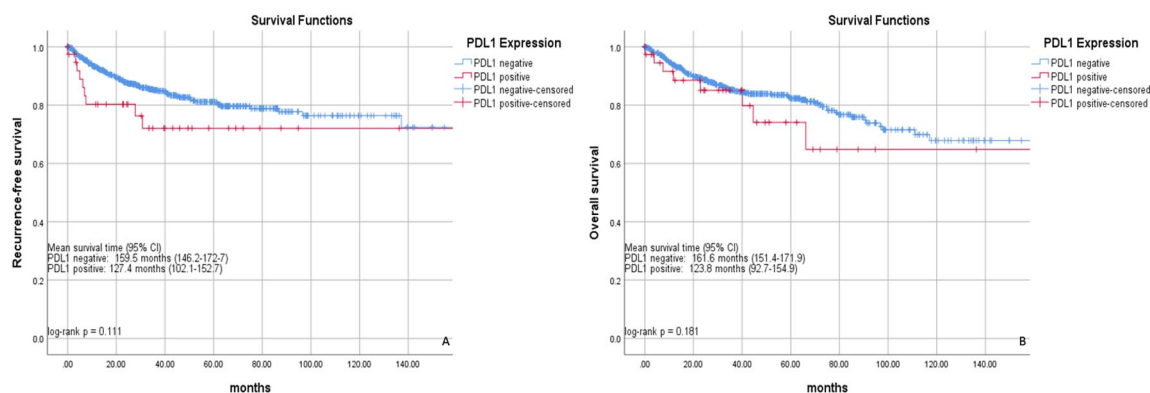 Survival Functions
PDL1 Expression
PDL1 negative
PDL1 positive
PDL1 negative-censored
PDL1 positive-censored
Recurrence-free survival
1.0
0.8
0.6
0.4
0.2
0.0
Mean survival time (95% CI)
PDL1 negative: 159.5 months (146.2-172-7)
PDL1 positive: 127.4 months (102.1-152.7)
log-rank p = 0.111
A
.00 20.00 40.00 60.00 80.00 100.00 120.00 140.00
months
Survival Functions
PDL1 Expression
PDL1 negative
PDL1 positive
PDL1 negative-censored
PDL1 positive-censored
Overall survival
1.0
0.8
0.6
0.4
0.2
0.0
Mean survival time (95% CI)
PDL1 negative: 161.6 months (151.4-171.9)
PDL1 positive: 123.8 months (92.7-154.9)
log-rank p = 0.181
B
.00 20.00 40.00 60.00 80.00 100.00 120.00 140.00
months